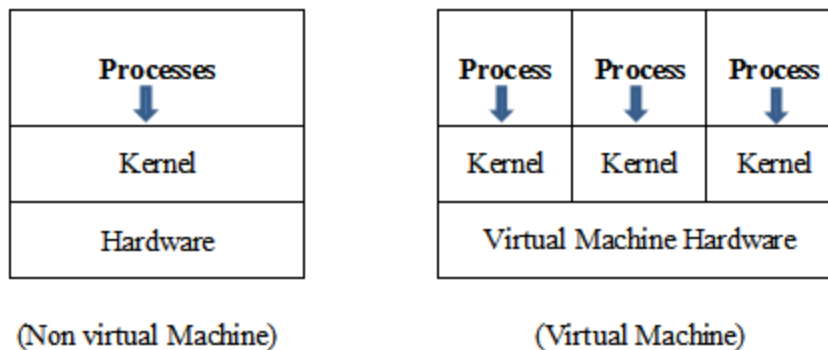 Processes
Kernel
Hardware
(Non virtual Machine)
Process Process Process
Kernel Kernel Kernel
Virtual Machine Hardware
(Virtual Machine)